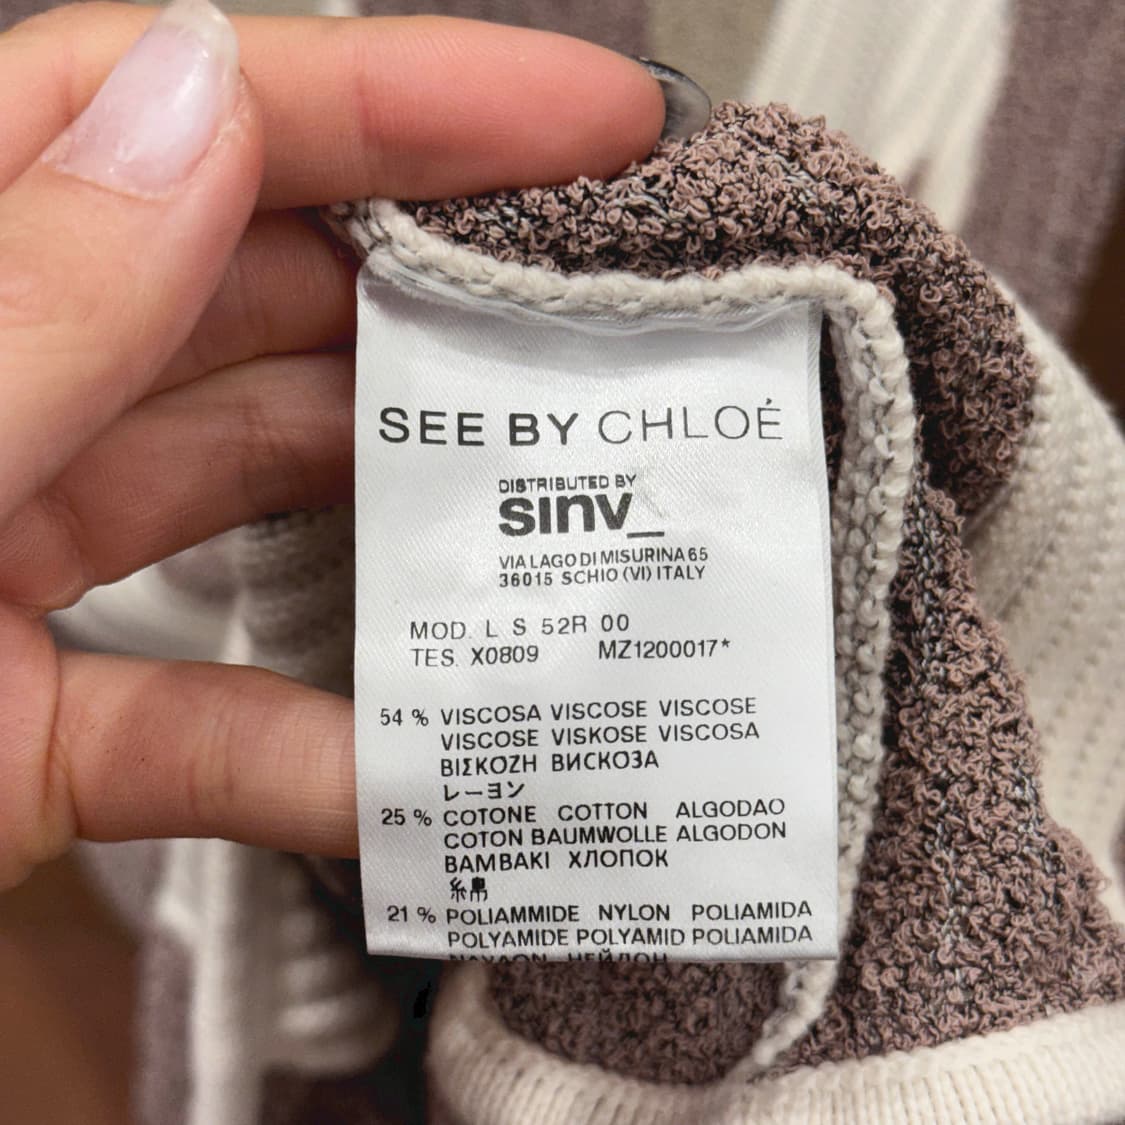 SEE BY CHLOÉ
DISTRIBUTED BY
sinv_
VIA LAGO DI MISURINA 65
36015 SCHIO (VI) ITALY
MOD. L S 52R 00
TES. X0809 MZ1200017*
54 % VISCOSA VISCOSE VISCOSE
VISCOSE VISKOSE VISCOSA
ΒΙΣΚΟΖΗ ВИСКОЗА
レーヨン
25 % COTONE COTTON ALGODAO
COTON BAUMWOLLE ALGODON
ΒΑΜΒΑΚΙ ХЛОПОК
綿
21 % POLIAMMIDE NYLON POLIAMIDA
POLYAMIDE POLYAMID POLIAMIDA
НЕЙЛОН